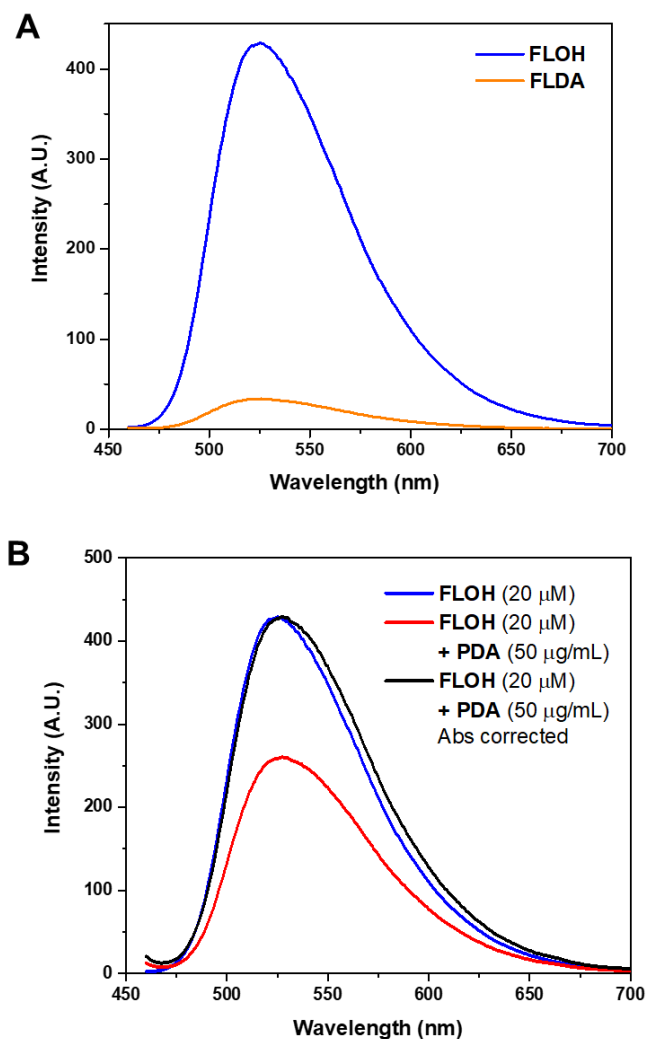 A
FLOH
FLDA
Intensity (A.U.)
400
300
200
100
0
450
500
550
600
650
700
Wavelength (nm)
B
FLOH (20 μM)
FLOH (20 μM)
+ PDA (50 μg/mL)
FLOH (20 μM)
+ PDA (50 μg/mL)
Abs corrected
Intensity (A.U.)
500
400
300
200
100
0
450
500
550
600
650
700
Wavelength (nm)